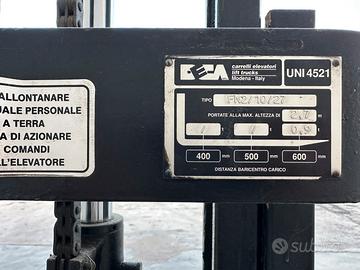 ALLONTANARE
UALE PERSONALE
A TERRA
A DI AZIONARE
COMANDI
LL'ELEVATORE
carrelli elevatori
lift trucks
Modena - Italy
UNI 4521
TIPO FN2/10/27
PORTATE ALLA MAX. ALTEZZA DI 2,7 m
/ t / t 0,9 t
400 mm 500 mm 600 mm
DISTANZA BARICENTRO CARICO
subito